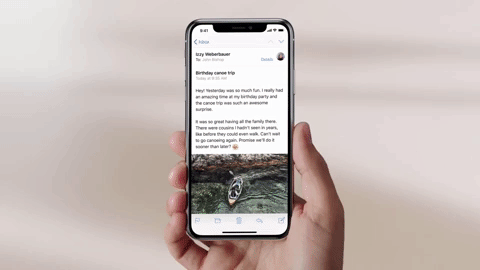 9:41
Inbox
Izzy Weberbauer
To: John Bishop
Details
Birthday canoe trip
Today at 9:30 AM
Hey! Yesterday was so much fun. I really had
an amazing time at my birthday party and
the canoe trip was such an awesome
surprise.
It was so great having all the family there.
There were cousins I hadn't seen in years,
like before they could even walk. Can't wait
to go canoeing again. Promise we'll do it
sooner than later? 😬